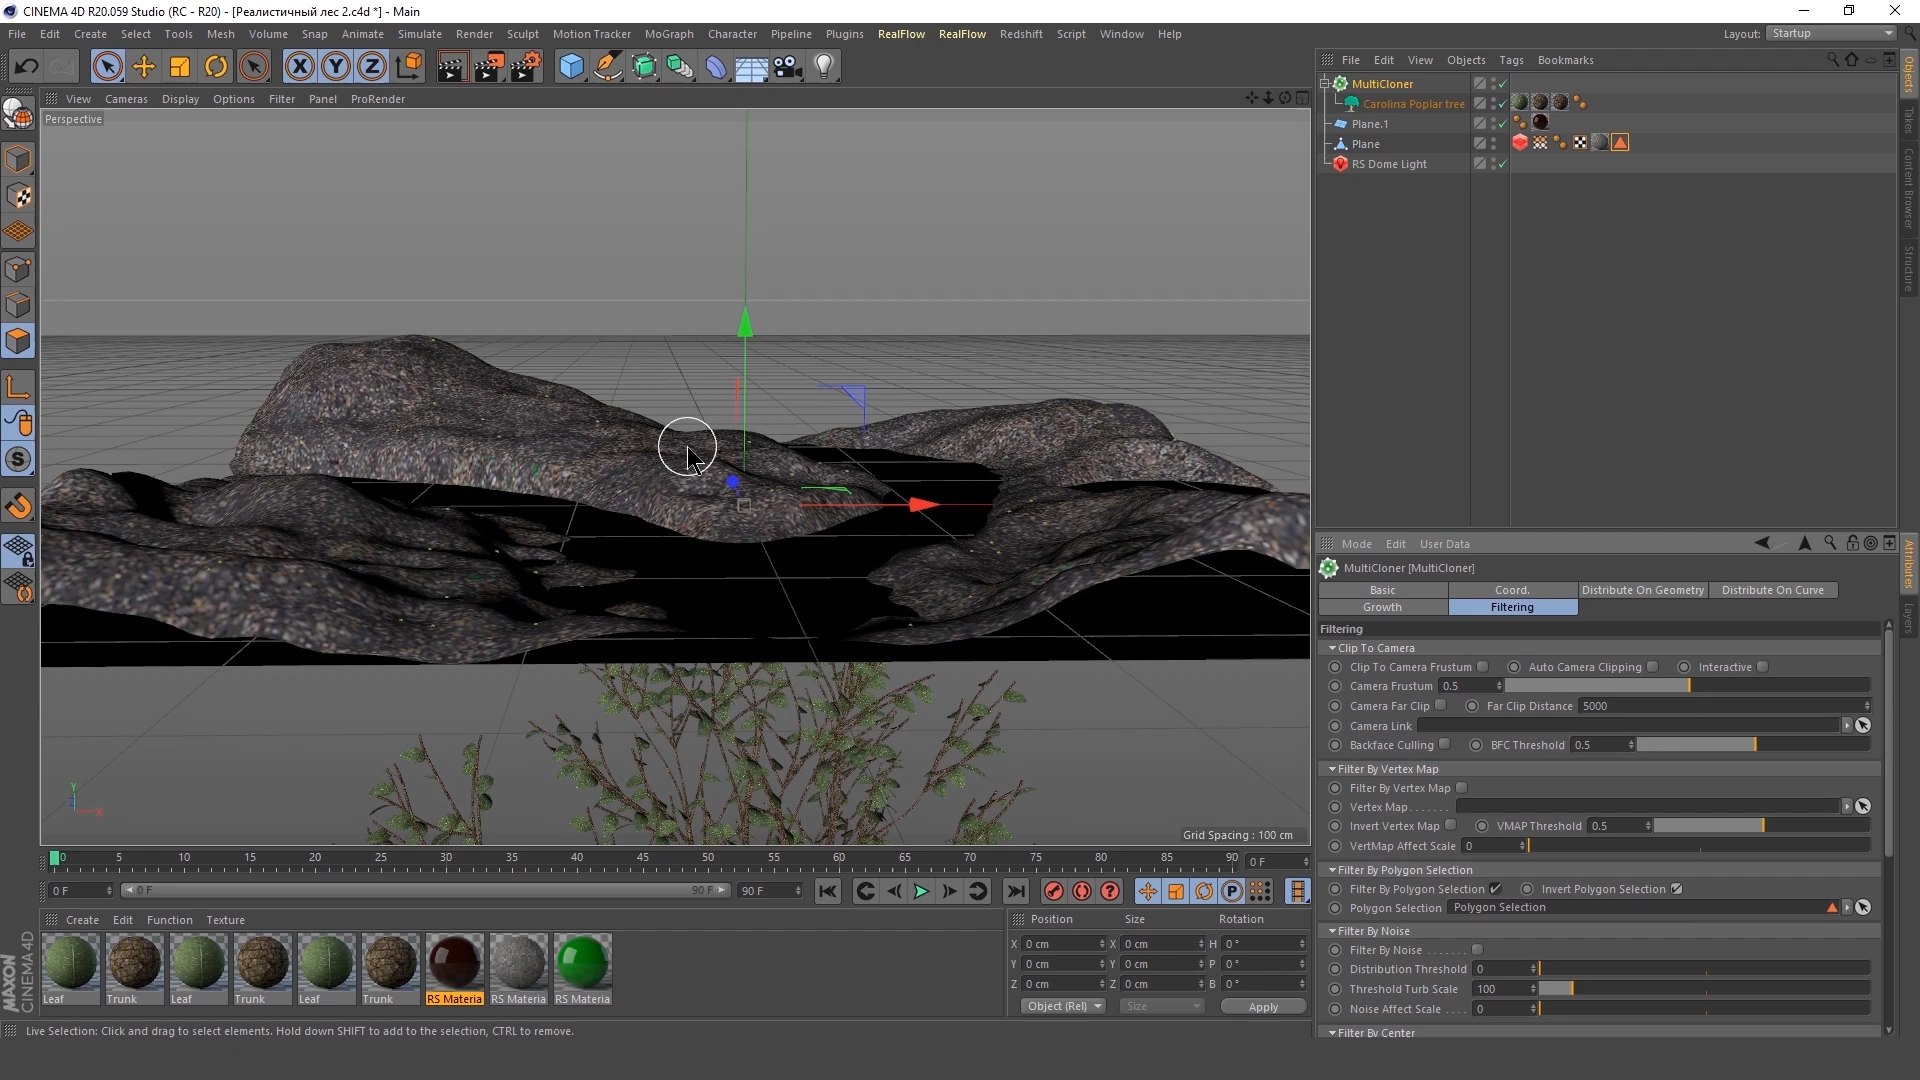 CINEMA 4D R20.059 Studio (RC - R20) - [Реалистичный лес 2.c4d *] - Main
File Edit Create Select Tools Mesh Volume Snap Animate Simulate Render Sculpt Motion Tracker MoGraph Character Pipeline Plugins RealFlow RealFlow Redshift Script Window Help Layout: Startup
File Edit View Objects Tags Bookmarks
MultiCloner
Carolina Poplar tree
Plane.1
Plane
RS Dome Light
Objects
Takes
Content Browser
Structure
View Cameras Display Options Filter Panel ProRender
Perspective
Y
X
Grid Spacing : 100 cm
Mode Edit User Data
MultiCloner [MultiCloner]
Basic Coord. Distribute On Geometry Distribute On Curve
Growth Filtering
Filtering
Clip To Camera
Clip To Camera Frustum Auto Camera Clipping Interactive
Camera Frustum 0.5
Camera Far Clip Far Clip Distance 5000
Camera Link
Backface Culling BFC Threshold 0.5
Filter By Vertex Map
Filter By Vertex Map
Vertex Map . . . . . . .
Invert Vertex Map VMAP Threshold 0.5
VertMap Affect Scale 0
Filter By Polygon Selection
Filter By Polygon Selection Invert Polygon Selection
Polygon Selection Polygon Selection
Filter By Noise
Filter By Noise . . . . . . .
Distribution Threshold 0
Threshold Turb Scale 100
Noise Affect Scale . . . . 0
Filter By Center
Attributes
Layers
0 5 10 15 20 25 30 35 40 45 50 55 60 65 70 75 80 85 90 0 F
0 F 0 F 90 F 90 F
Create Edit Function Texture
Leaf Trunk Leaf Trunk Leaf Trunk RS Materia RS Materia RS Materia
Position Size Rotation
X 0 cm X 0 cm H 0 °
Y 0 cm Y 0 cm P 0 °
Z 0 cm Z 0 cm B 0 °
Object (Rel) Size Apply
MAXON
CINEMA 4D
Live Selection: Click and drag to select elements. Hold down SHIFT to add to the selection, CTRL to remove.